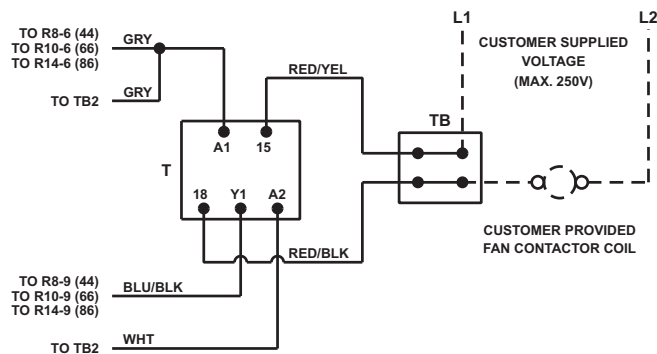 L1
L2
TO R8-6 (44)
TO R10-6 (66)
TO R14-6 (86)
GRY
CUSTOMER SUPPLIED
VOLTAGE
(MAX. 250V)
RED/YEL
GRY
TO TB2
TB
A1
15
T
18
Y1
A2
CUSTOMER PROVIDED
FAN CONTACTOR COIL
RED/BLK
TO R8-9 (44)
TO R10-9 (66)
TO R14-9 (86)
BLU/BLK
WHT
TO TB2